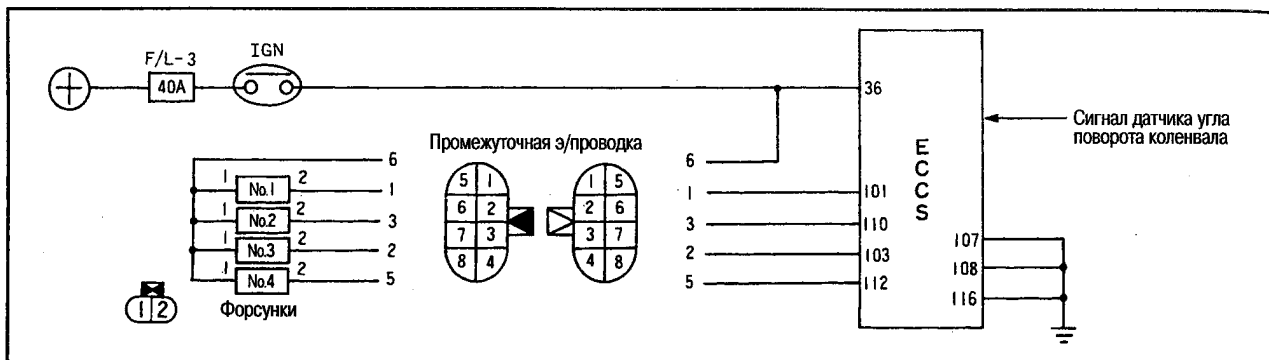 F/L-3
IGN
40A
36
Сигнал датчика угла
поворота коленвала
Промежуточная э/проводка
E
C
C
S
6
6
1 No.1 2 1
1 101
1 No.2 2 3
3 110
1 No.3 2 2
2 103
1 No.4 2 5
5 112
5 1
6 2
7 3
8 4
1 5
2 6
3 7
4 8
107
108
116
1 2
Форсунки